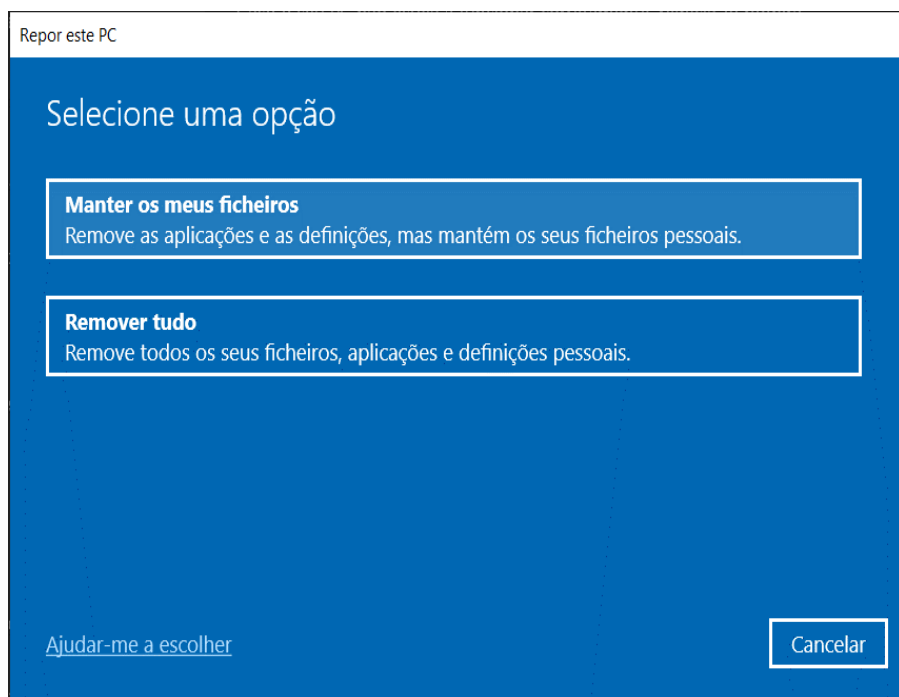 Repor este PC
Selecione uma opção
Manter os meus ficheiros
Remove as aplicações e as definições, mas mantém os seus ficheiros pessoais.
Remover tudo
Remove todos os seus ficheiros, aplicações e definições pessoais.
Ajudar-me a escolher
Cancelar